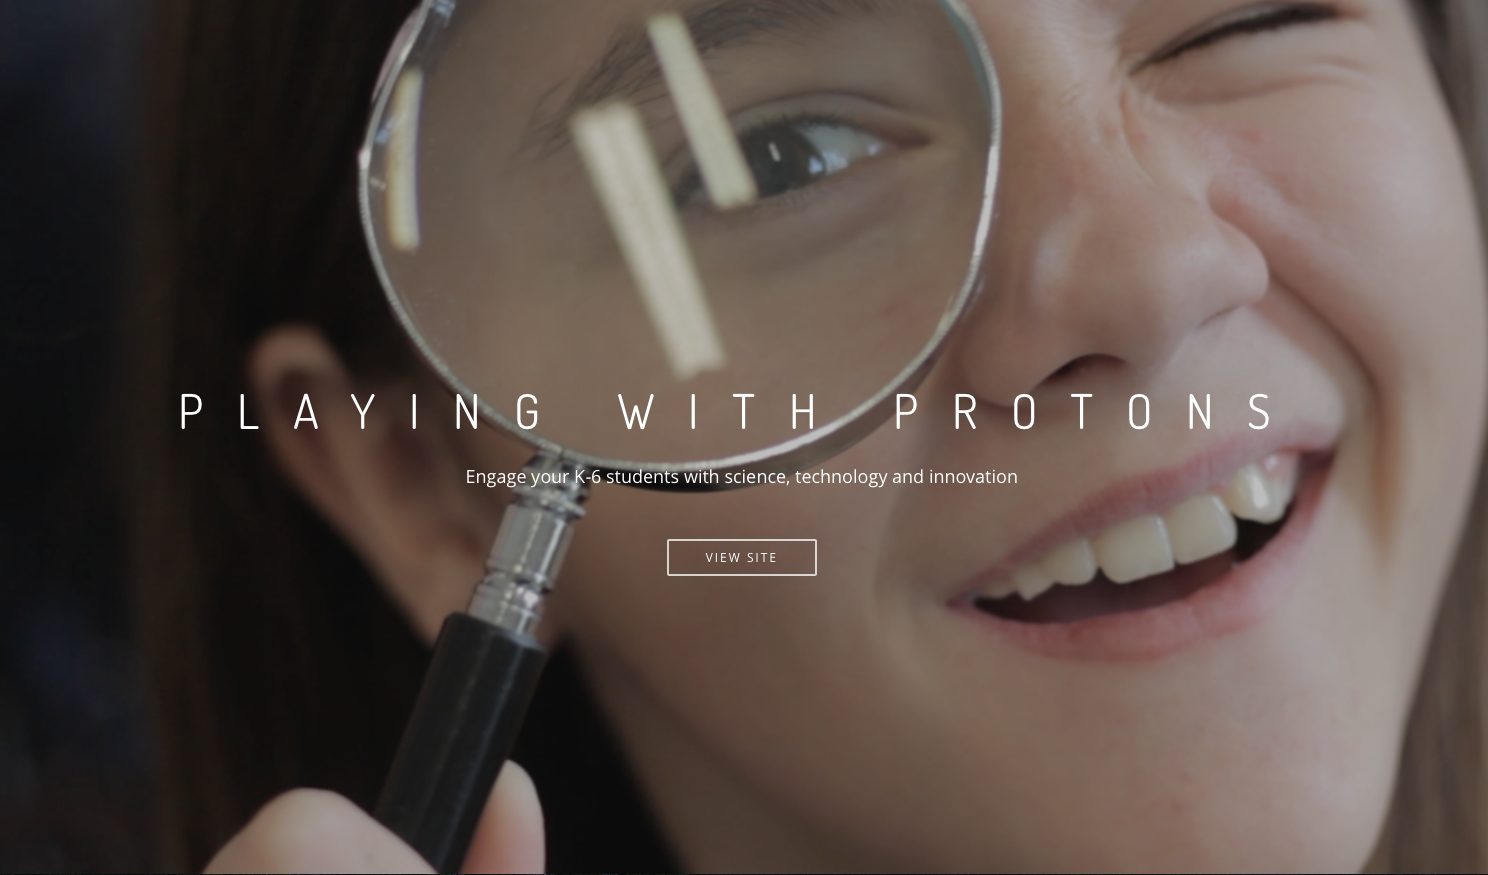 PLAYING WITH PROTONS
Engage your K-6 students with science, technology and innovation
VIEW SITE